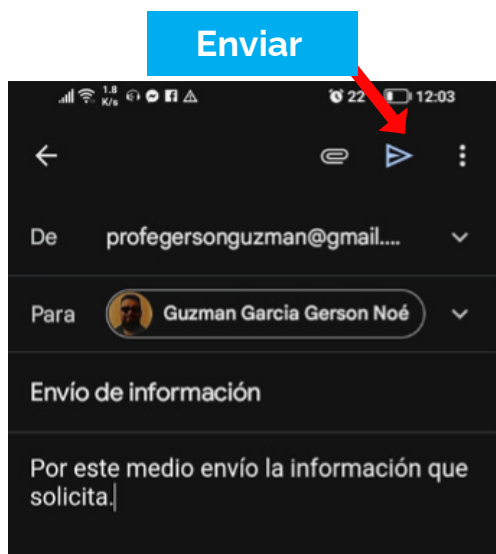 Enviar
1.8 K/s 22 12:03
De profegersonguzman@gmail....
Para Guzman Garcia Gerson Noé
Envío de información
Por este medio envío la información que
solicita.